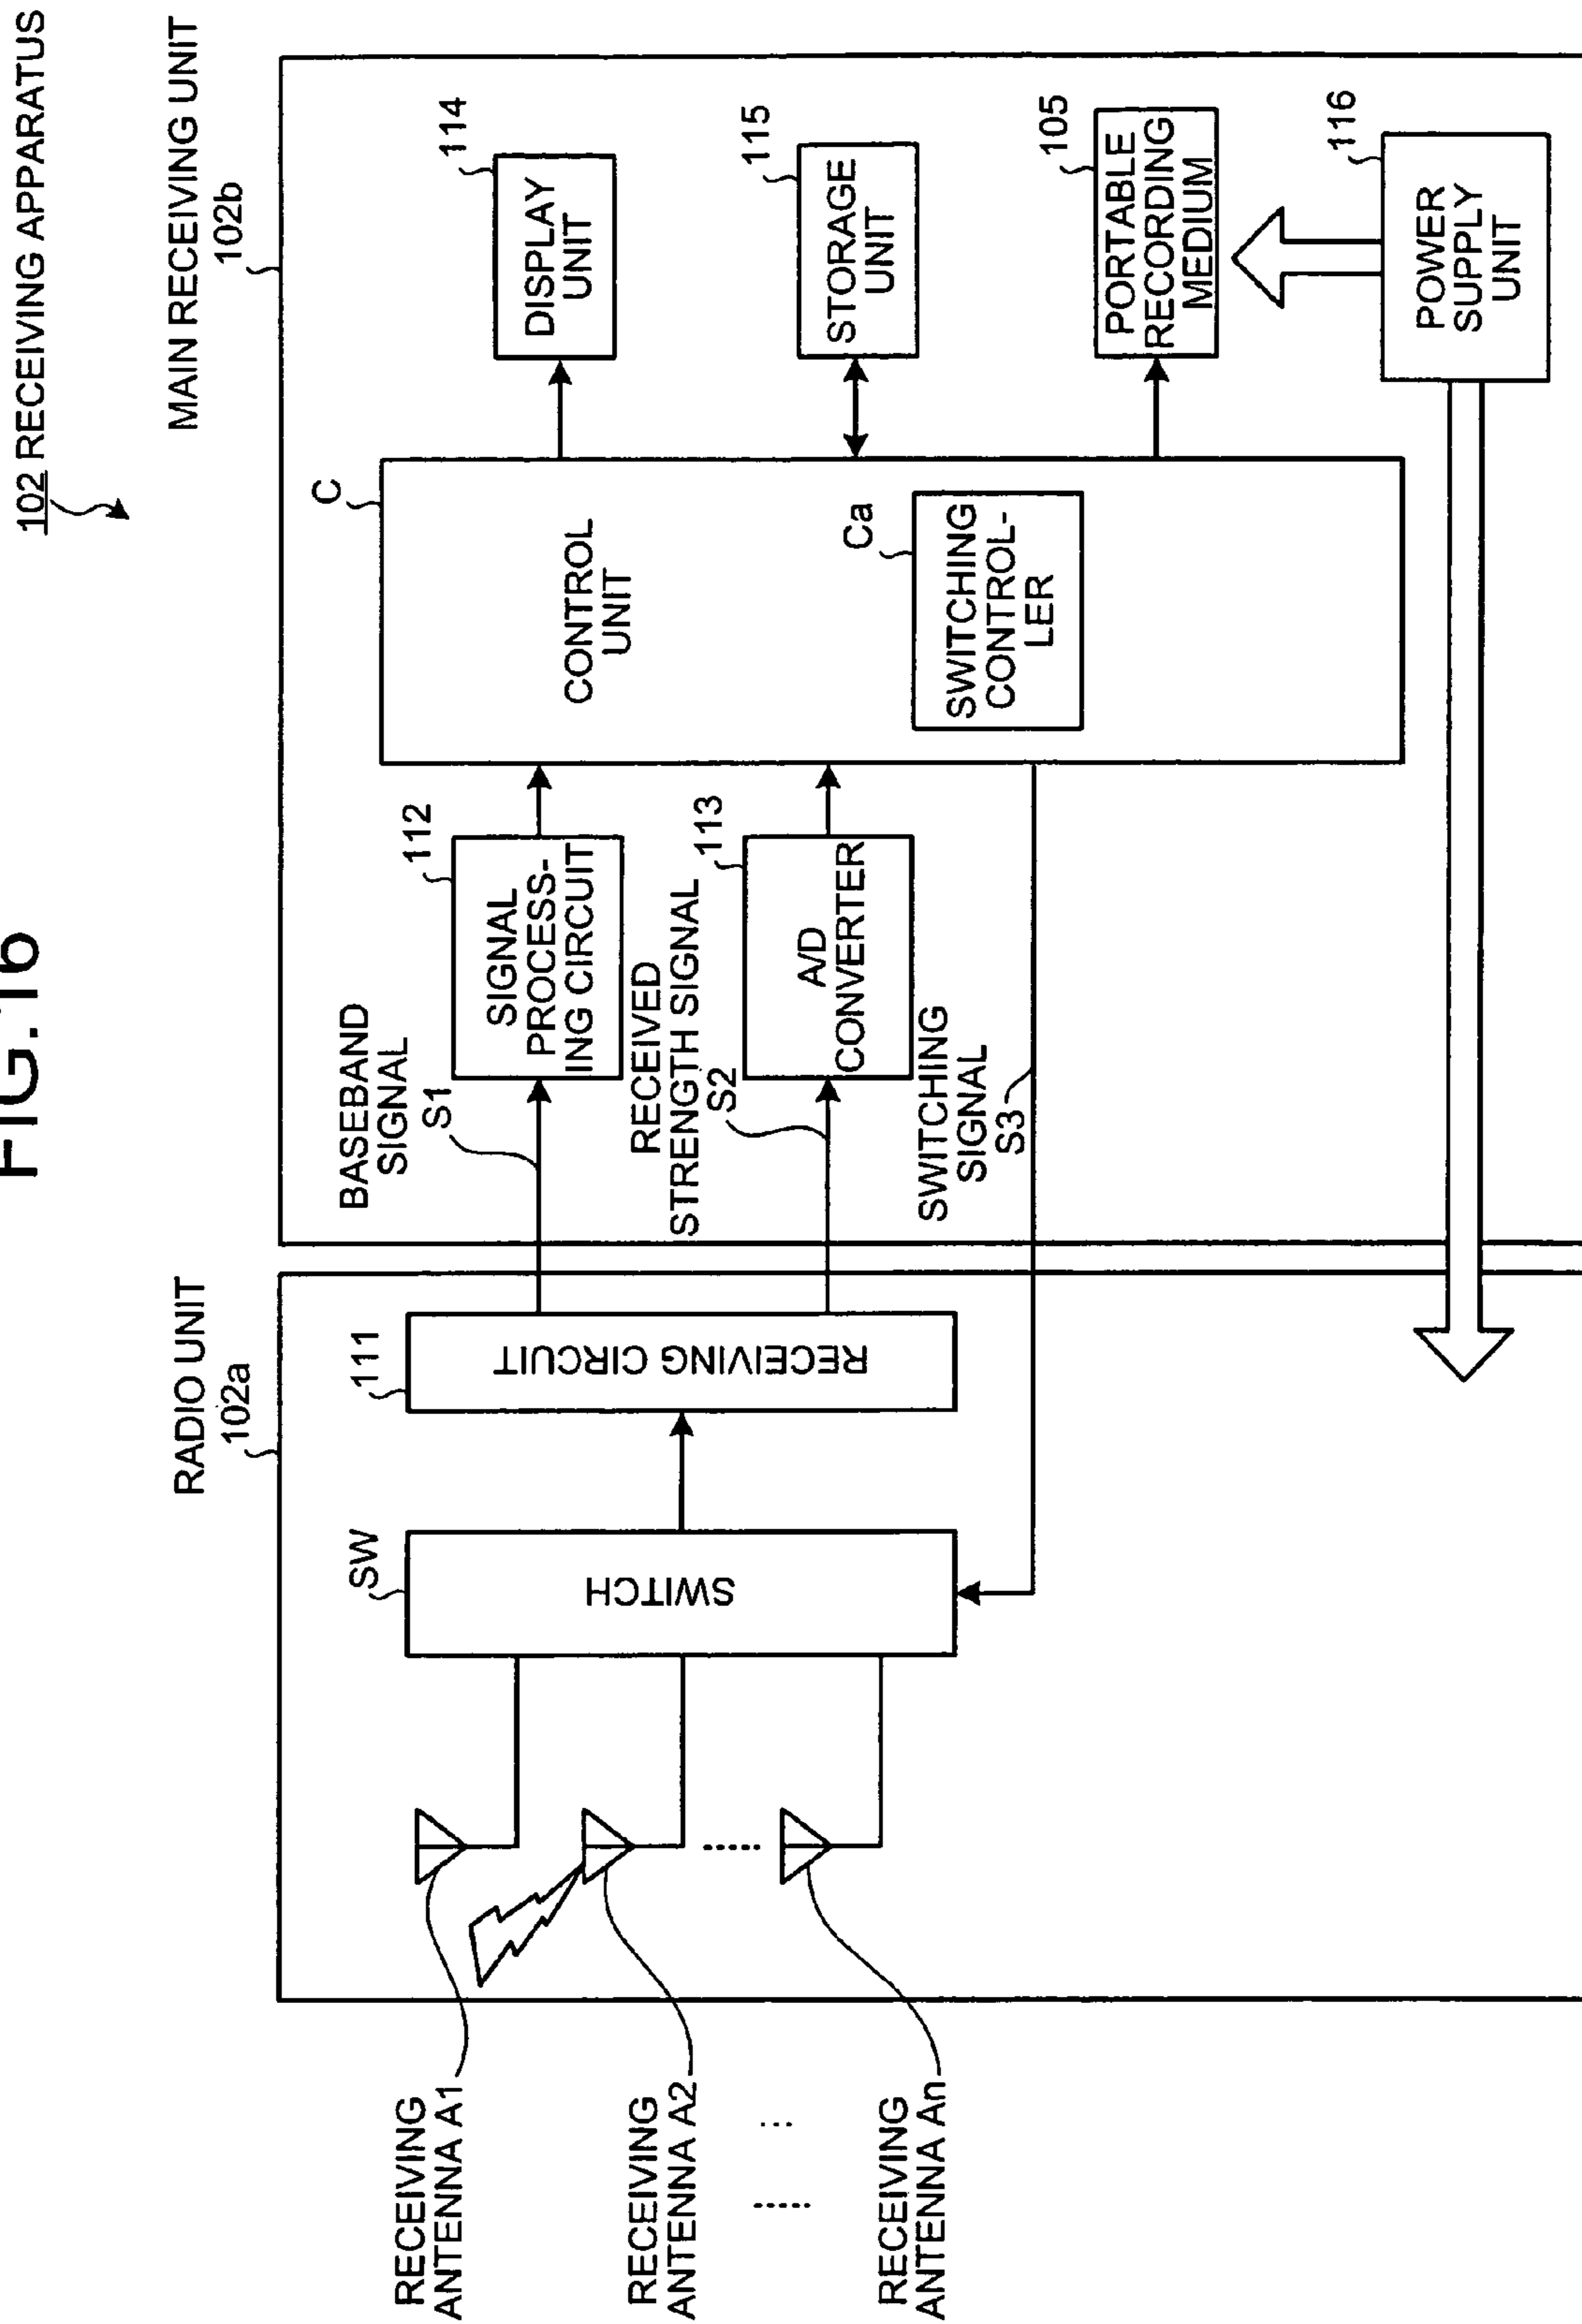 FIG.16
102 RECEIVING APPARATUS
RADIO UNIT
102a
MAIN RECEIVING UNIT
102b
RECEIVING
ANTENNA A1
RECEIVING
ANTENNA A2
RECEIVING
ANTENNA An
SW
SWITCH
111
RECEIVING CIRCUIT
BASEBAND
SIGNAL
S1
112
SIGNAL
PROCESS-
ING CIRCUIT
RECEIVED
STRENGTH SIGNAL
S2
113
A/D
CONVERTER
SWITCHING
SIGNAL
S3
C
CONTROL
UNIT
Ca
SWITCHING
CONTROL-
LER
114
DISPLAY
UNIT
115
STORAGE
UNIT
105
PORTABLE
RECORDING
MEDIUM
116
POWER
SUPPLY
UNIT